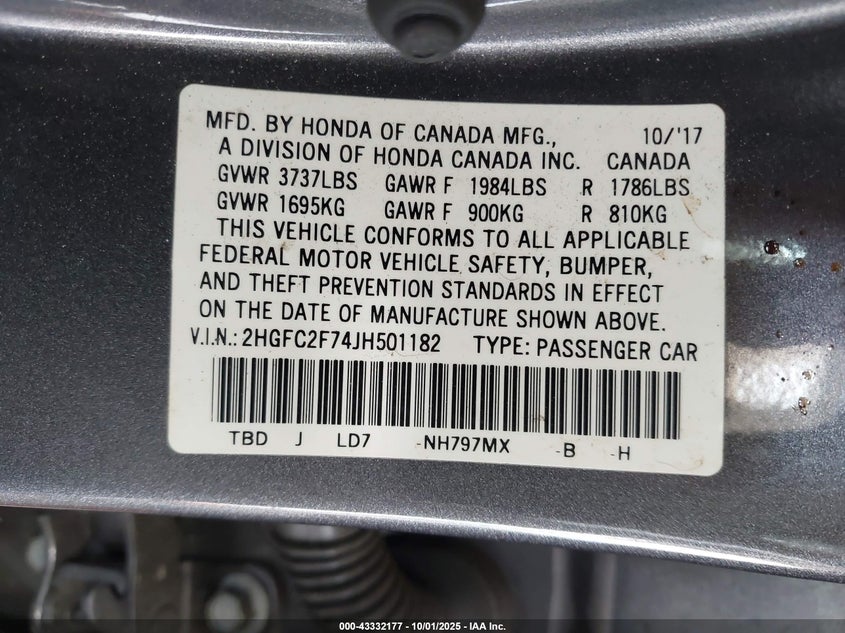 MFD. BY HONDA OF CANADA MFG., 10/'17
A DIVISION OF HONDA CANADA INC. CANADA
GVWR 3737LBS GAWR F 1984LBS R 1786LBS
GVWR 1695KG GAWR F 900KG R 810KG
THIS VEHICLE CONFORMS TO ALL APPLICABLE
FEDERAL MOTOR VEHICLE SAFETY, BUMPER,
AND THEFT PREVENTION STANDARDS IN EFFECT
ON THE DATE OF MANUFACTURE SHOWN ABOVE.
V.I.N.: 2HGFC2F74JH501182 TYPE: PASSENGER CAR
TBD J LD7 -NH797MX -B -H
000-43332177 - 10/01/2025 - IAA Inc.